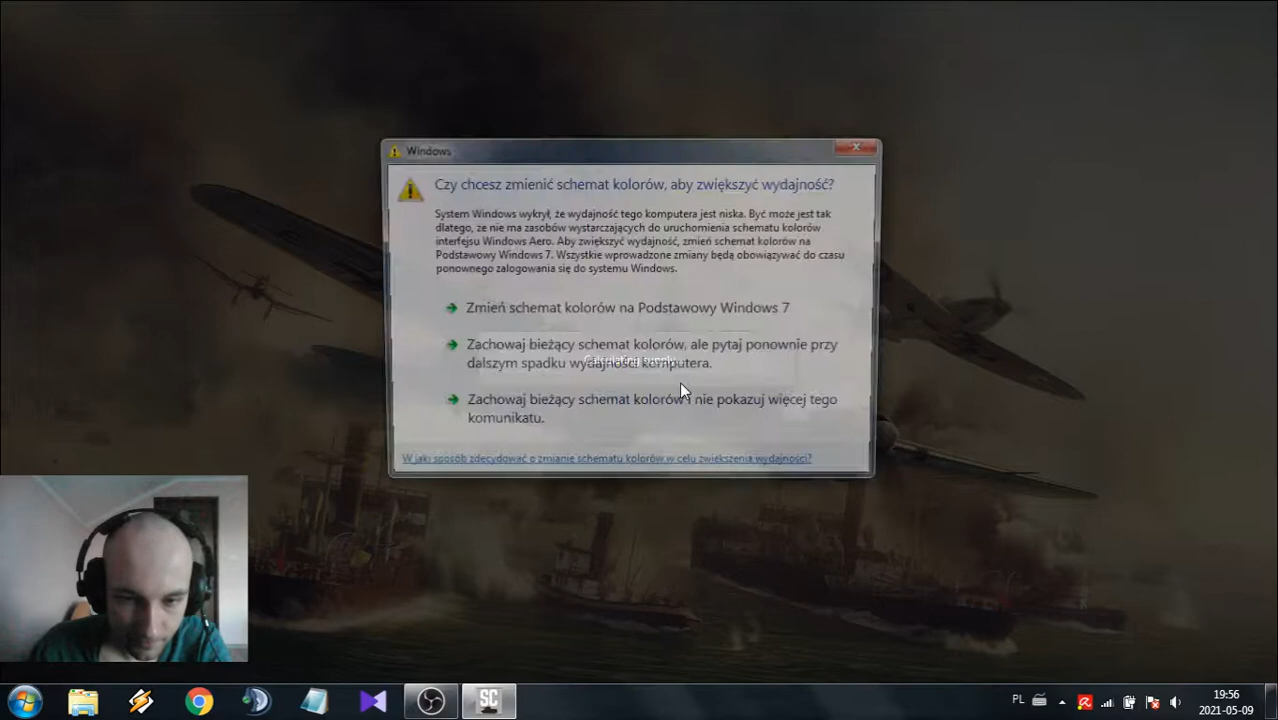 Windows
Czy chcesz zmienić schemat kolorów, aby zwiększyć wydajność?
System Windows wykrył, że wydajność tego komputera jest niska. Być może jest tak
dlatego, że nie ma zasobów wystarczających do uruchomienia schematu kolorów
interfejsu Windows Aero. Aby zwiększyć wydajność, zmień schemat kolorów na
Podstawowy Windows 7. Wszystkie wprowadzone zmiany będą obowiązywać do czasu
ponownego zalogowania się do systemu Windows.
Zmień schemat kolorów na Podstawowy Windows 7
Zachowaj bieżący schemat kolorów, ale pytaj ponownie przy
dalszym spadku wydajności komputera.
Calculating supply...
Zachowaj bieżący schemat kolorów i nie pokazuj więcej tego
komunikatu.
W jaki sposób zdecydować o zmianie schematu kolorów w celu zwiększenia wydajności?
SC
PL
19:56
2021-05-09